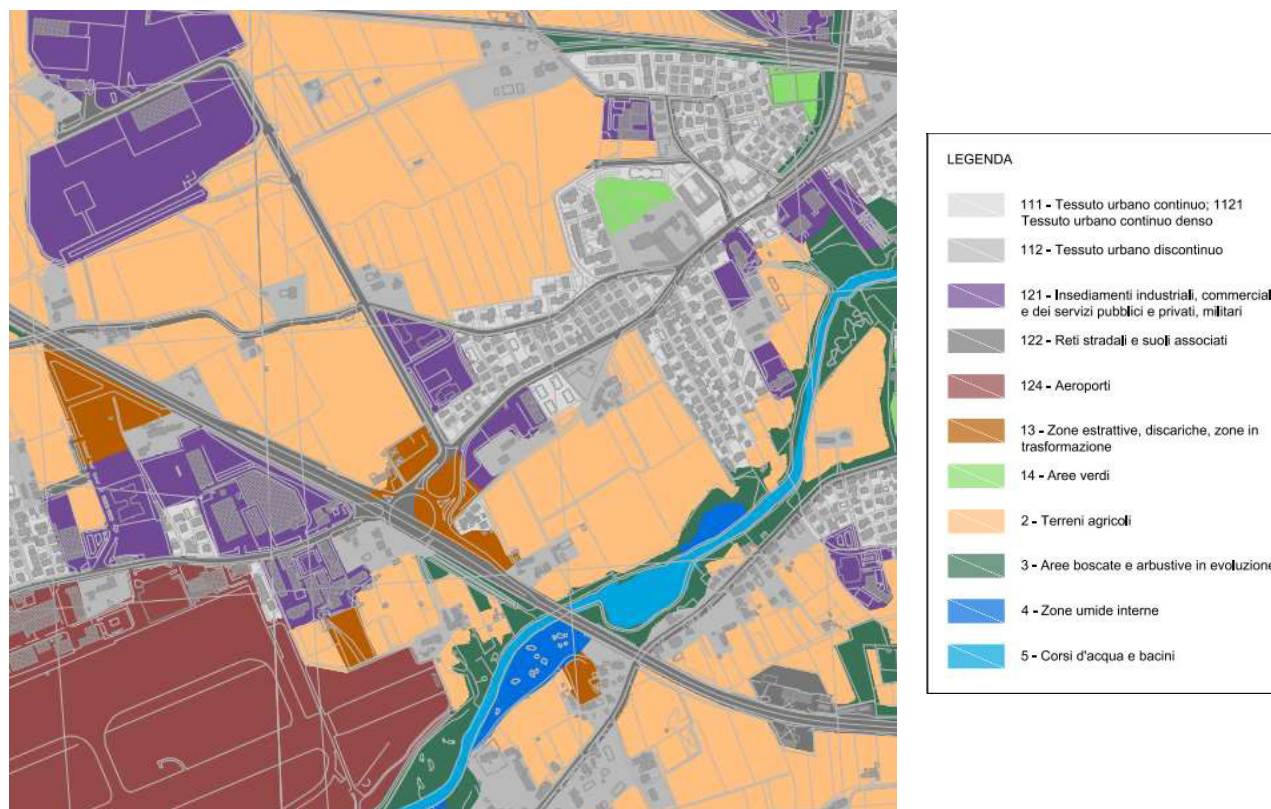 LEGENDA
111 - Tessuto urbano continuo; 1121
Tessuto urbano continuo denso
112 - Tessuto urbano discontinuo
121 - Insediamenti industriali, commercial
e dei servizi pubblici e privati, militari
122 - Reti stradali e suoli associati
124 - Aeroporti
13 - Zone estrattive, discariche, zone in
trasformazione
14 - Aree verdi
2 - Terreni agricoli
3 - Aree boscate e arbustive in evoluzione
4 - Zone umide interne
5 - Corsi d'acqua e bacini